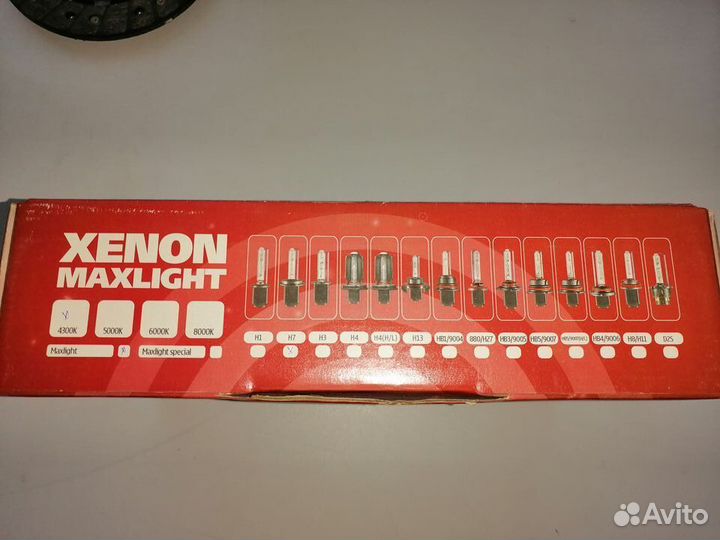 XENON
MAXLIGHT
X
4300K 5000K 6000K 8000K
Maxlight X Maxlight special
H1 H7 H3 H4 H4(H/L) H13 HB1/9004 880/H27 HB3/9005 HB5/9007 HB4/9006 H8/H11 D2S
X
Avito